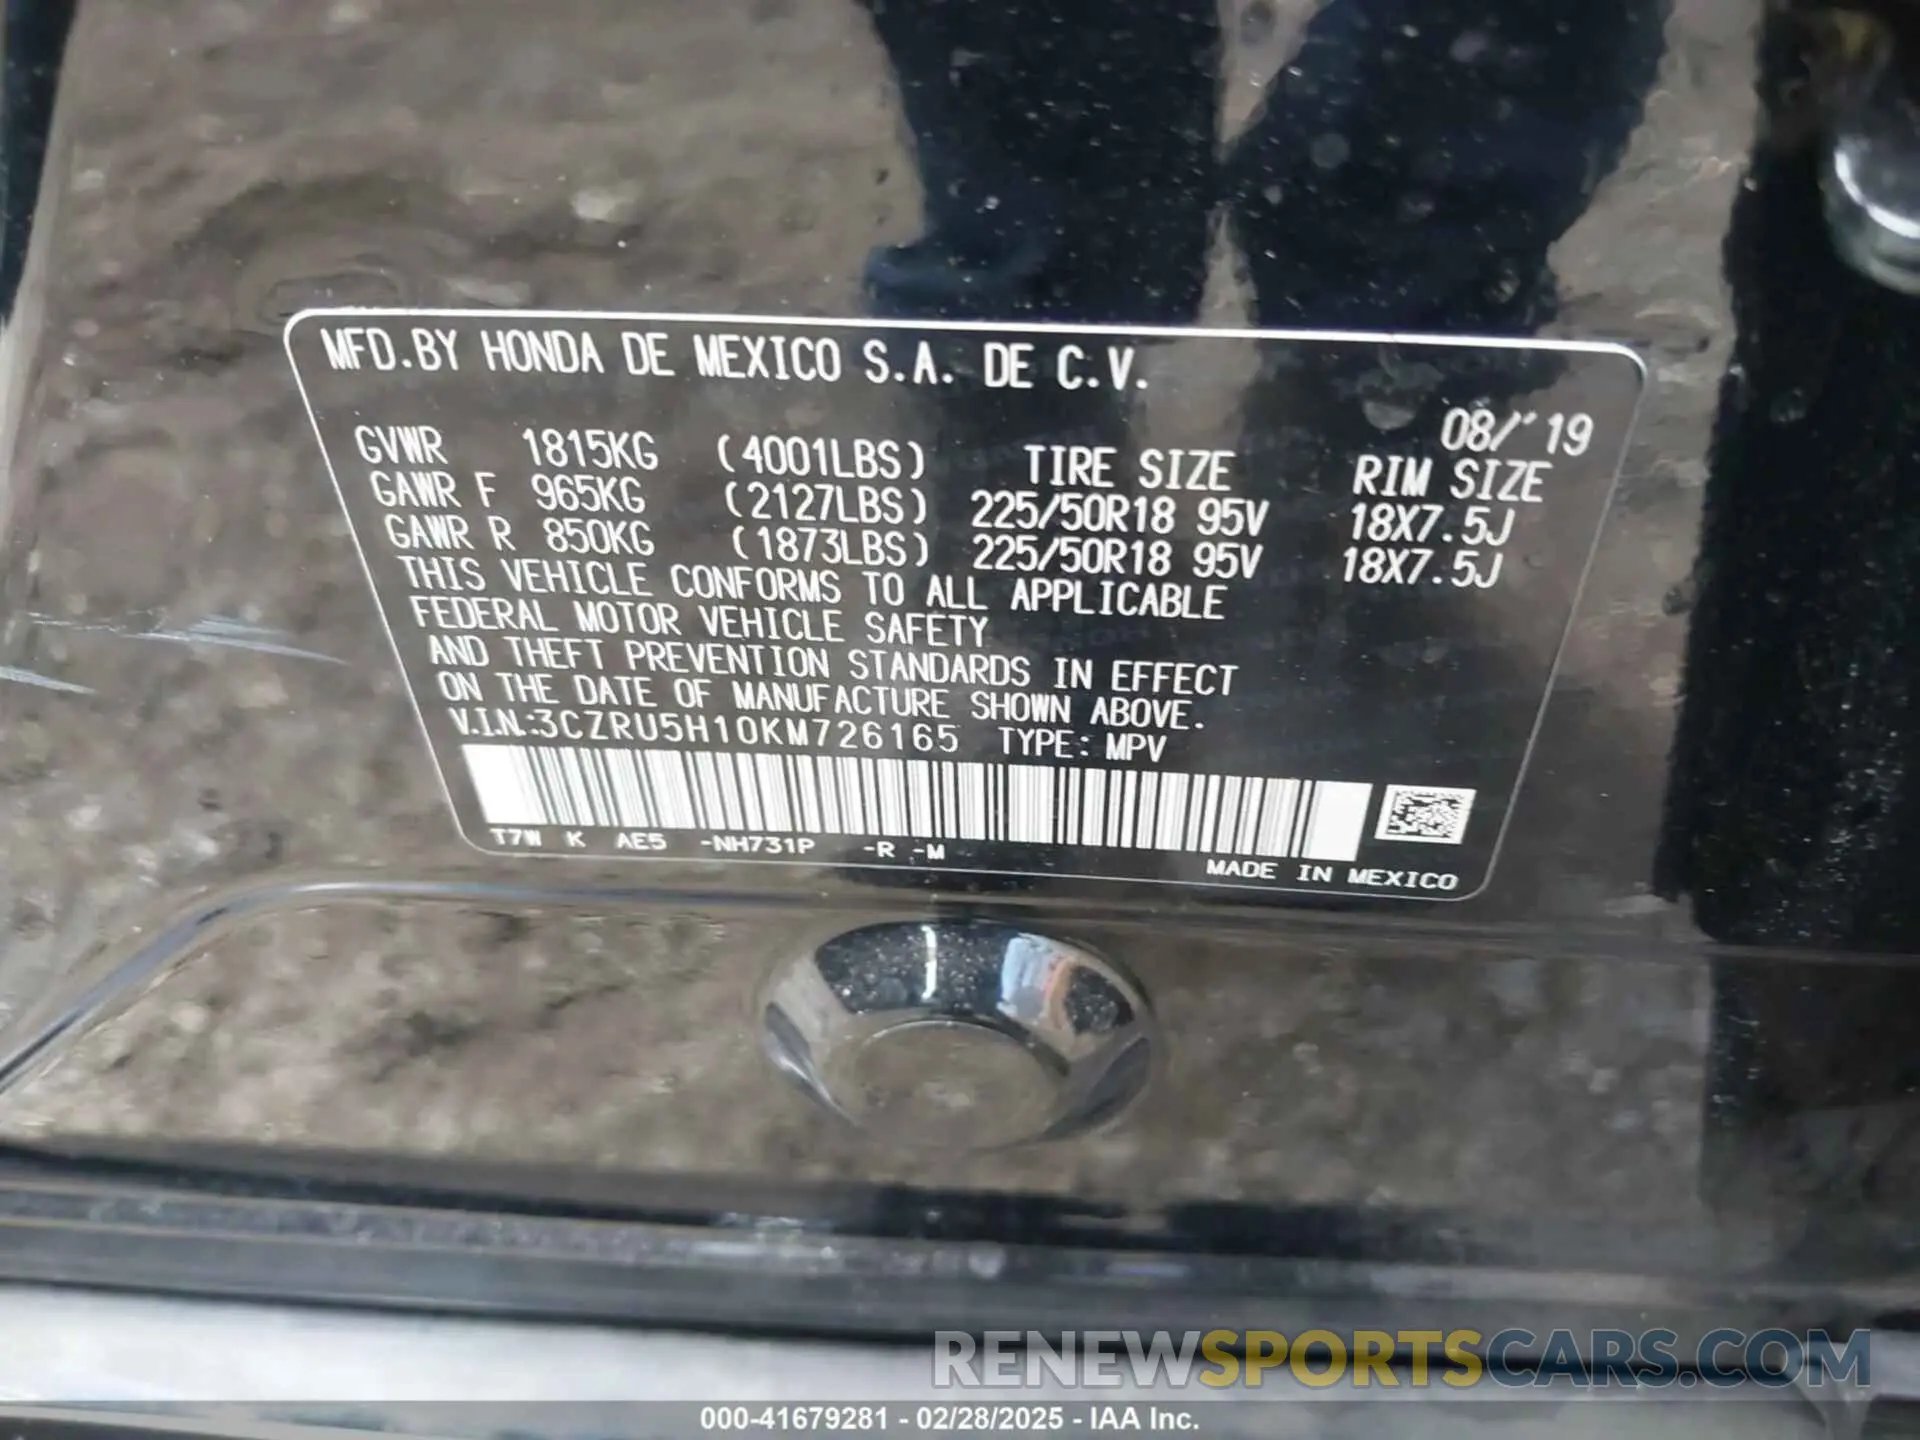 MFD.BY HONDA DE MEXICO S.A. DE C.V.
08/'19
GVWR 1815KG (4001LBS) TIRE SIZE RIM SIZE
GAWR F 965KG (2127LBS) 225/50R18 95V 18X7.5J
GAWR R 850KG (1873LBS) 225/50R18 95V 18X7.5J
THIS VEHICLE CONFORMS TO ALL APPLICABLE
FEDERAL MOTOR VEHICLE SAFETY
AND THEFT PREVENTION STANDARDS IN EFFECT
ON THE DATE OF MANUFACTURE SHOWN ABOVE.
V.I.N.:3CZRU5H10KM726165 TYPE: MPV
T7W K AE5 -NH731P -R -M
MADE IN MEXICO
RENEWSPORTSCARS.COM
000-41679281 - 02/28/2025 - IAA Inc.